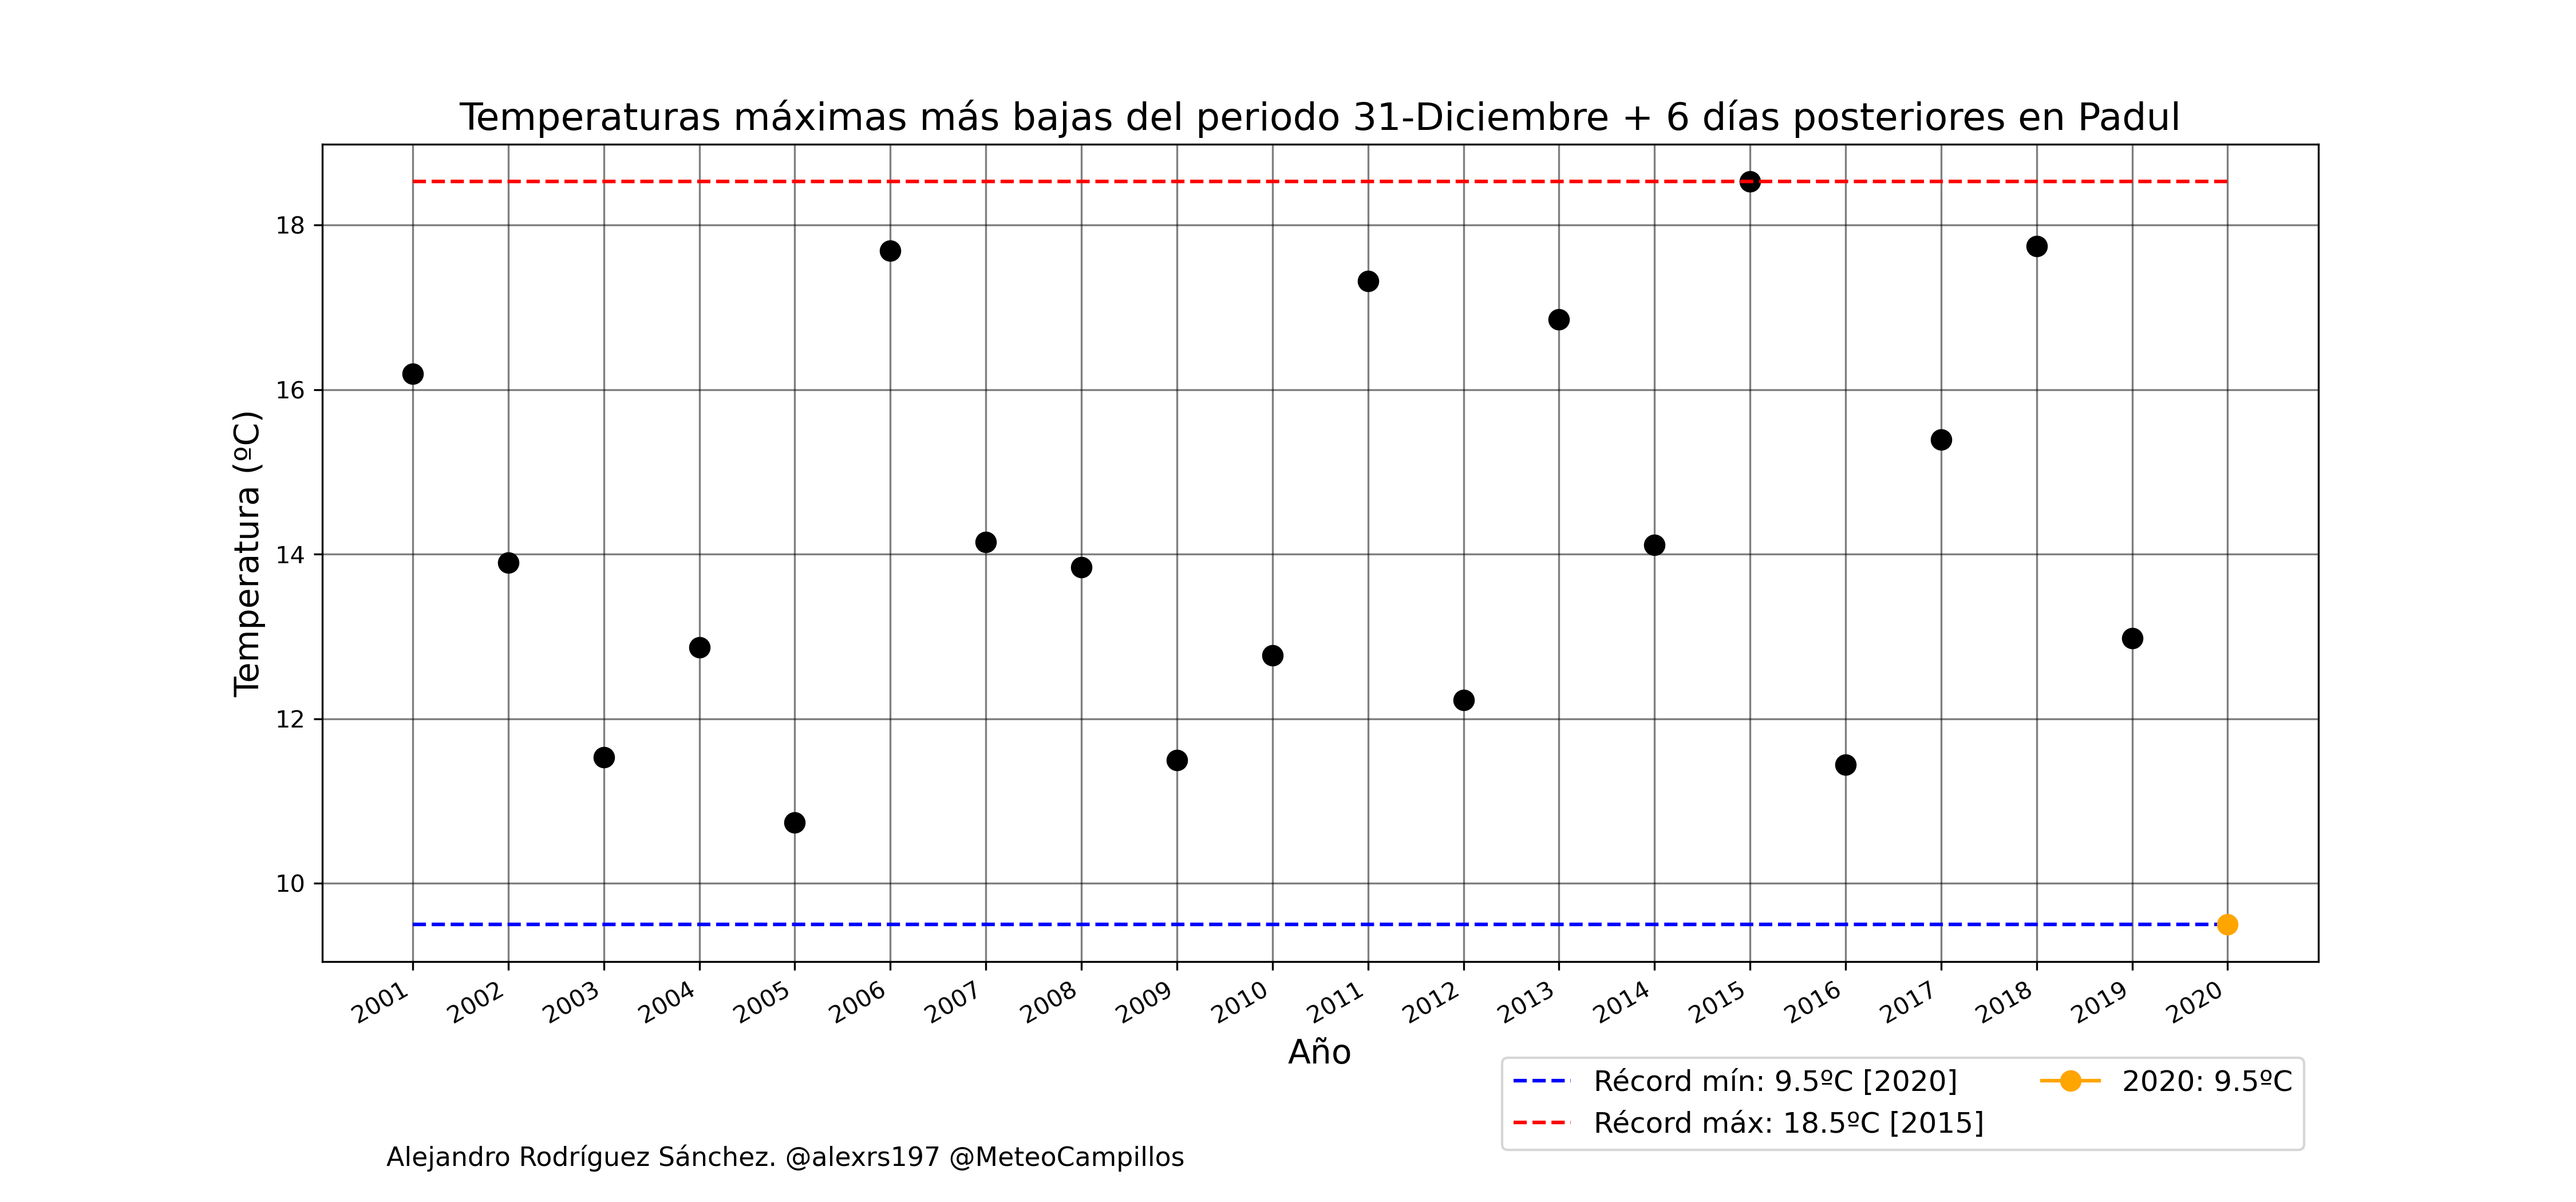 Temperaturas máximas más bajas del periodo 31-Diciembre + 6 días posteriores en Padul
Temperatura (ºC)
18
16
14
12
10
2001 2002 2003 2004 2005 2006 2007 2008 2009 2010 2011 2012 2013 2014 2015 2016 2017 2018 2019 2020
Año
Récord mín: 9.5ºC [2020]
Récord máx: 18.5ºC [2015]
2020: 9.5ºC
Alejandro Rodríguez Sánchez. @alexrs197 @MeteoCampillos